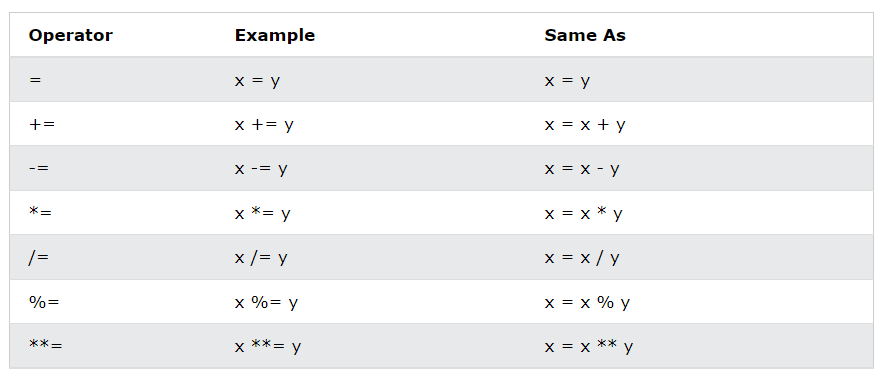 Operator Example Same As
= x = y x = y
+= x += y x = x + y
-= x -= y x = x - y
*= x *= y x = x * y
/= x /= y x = x / y
%= x %= y x = x % y
**= x **= y x = x ** y